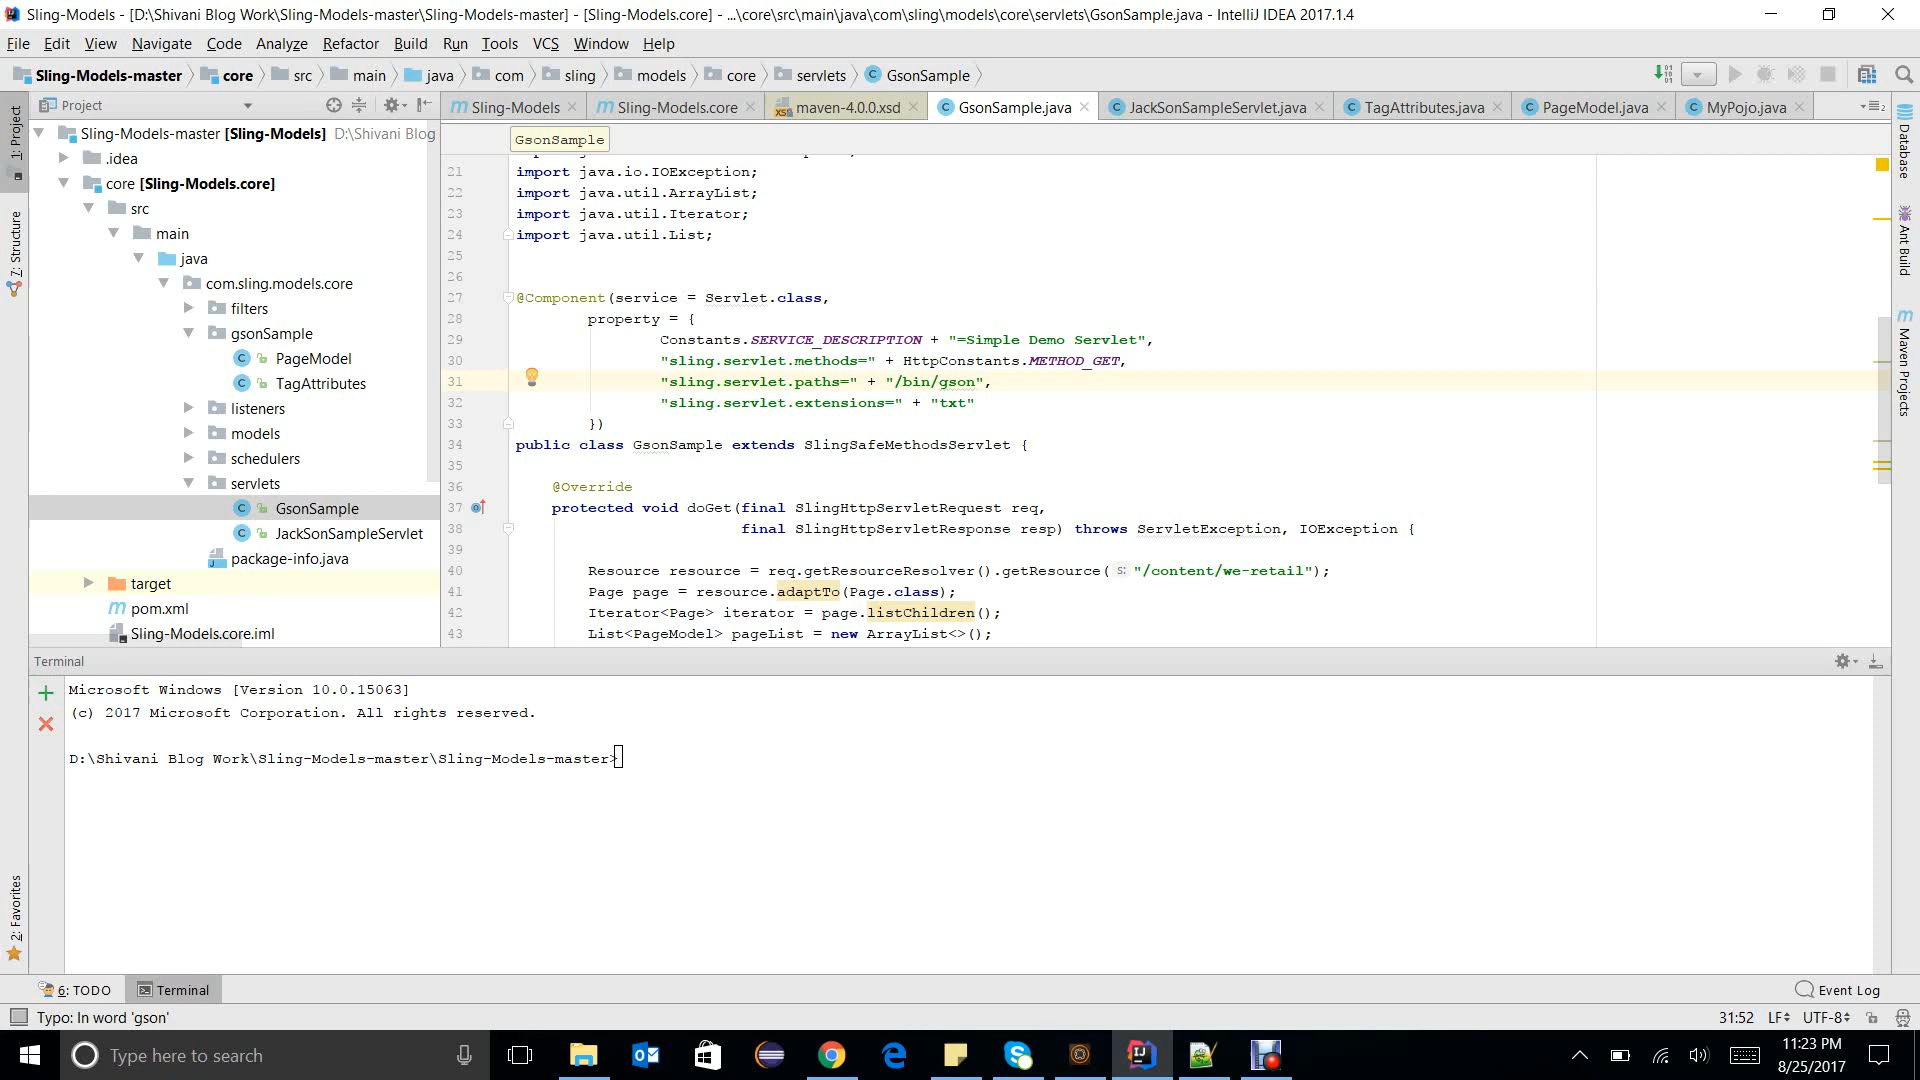 Sling-Models - [D:\Shivani Blog Work\Sling-Models-master\Sling-Models-master] - [Sling-Models.core] - ...\core\src\main\java\com\sling\models\core\servlets\GsonSample.java - IntelliJ IDEA 2017.1.4
File Edit View Navigate Code Analyze Refactor Build Run Tools VCS Window Help
Sling-Models-master core src main java com sling models core servlets GsonSample
Project
Sling-Models Sling-Models.core maven-4.0.0.xsd GsonSample.java JackSonSampleServlet.java TagAttributes.java PageModel.java MyPojo.java
1: Project
7: Structure
2: Favorites
Sling-Models-master [Sling-Models] D:\Shivani Blog
.idea
core [Sling-Models.core]
src
main
java
com.sling.models.core
filters
gsonSample
PageModel
TagAttributes
listeners
models
schedulers
servlets
GsonSample
JackSonSampleServlet
package-info.java
target
pom.xml
Sling-Models.core.iml
GsonSample
21 import java.io.IOException;
22 import java.util.ArrayList;
23 import java.util.Iterator;
24 import java.util.List;
25
26
27 @Component(service = Servlet.class,
28 property = {
29 Constants.SERVICE_DESCRIPTION + "=Simple Demo Servlet",
30 "sling.servlet.methods=" + HttpConstants.METHOD_GET,
31 "sling.servlet.paths=" + "/bin/gson",
32 "sling.servlet.extensions=" + "txt"
33 })
34 public class GsonSample extends SlingSafeMethodsServlet {
35
36 @Override
37 protected void doGet(final SlingHttpServletRequest req,
38 final SlingHttpServletResponse resp) throws ServletException, IOException {
39
40 Resource resource = req.getResourceResolver().getResource( s: "/content/we-retail");
41 Page page = resource.adaptTo(Page.class);
42 Iterator<Page> iterator = page.listChildren();
43 List<PageModel> pageList = new ArrayList<>();
Database
Ant Build
Maven Projects
Terminal
Microsoft Windows [Version 10.0.15063]
(c) 2017 Microsoft Corporation. All rights reserved.
D:\Shivani Blog Work\Sling-Models-master\Sling-Models-master>
6: TODO Terminal Event Log
Typo: In word 'gson' 31:52 LF UTF-8
Type here to search
11:23 PM
8/25/2017